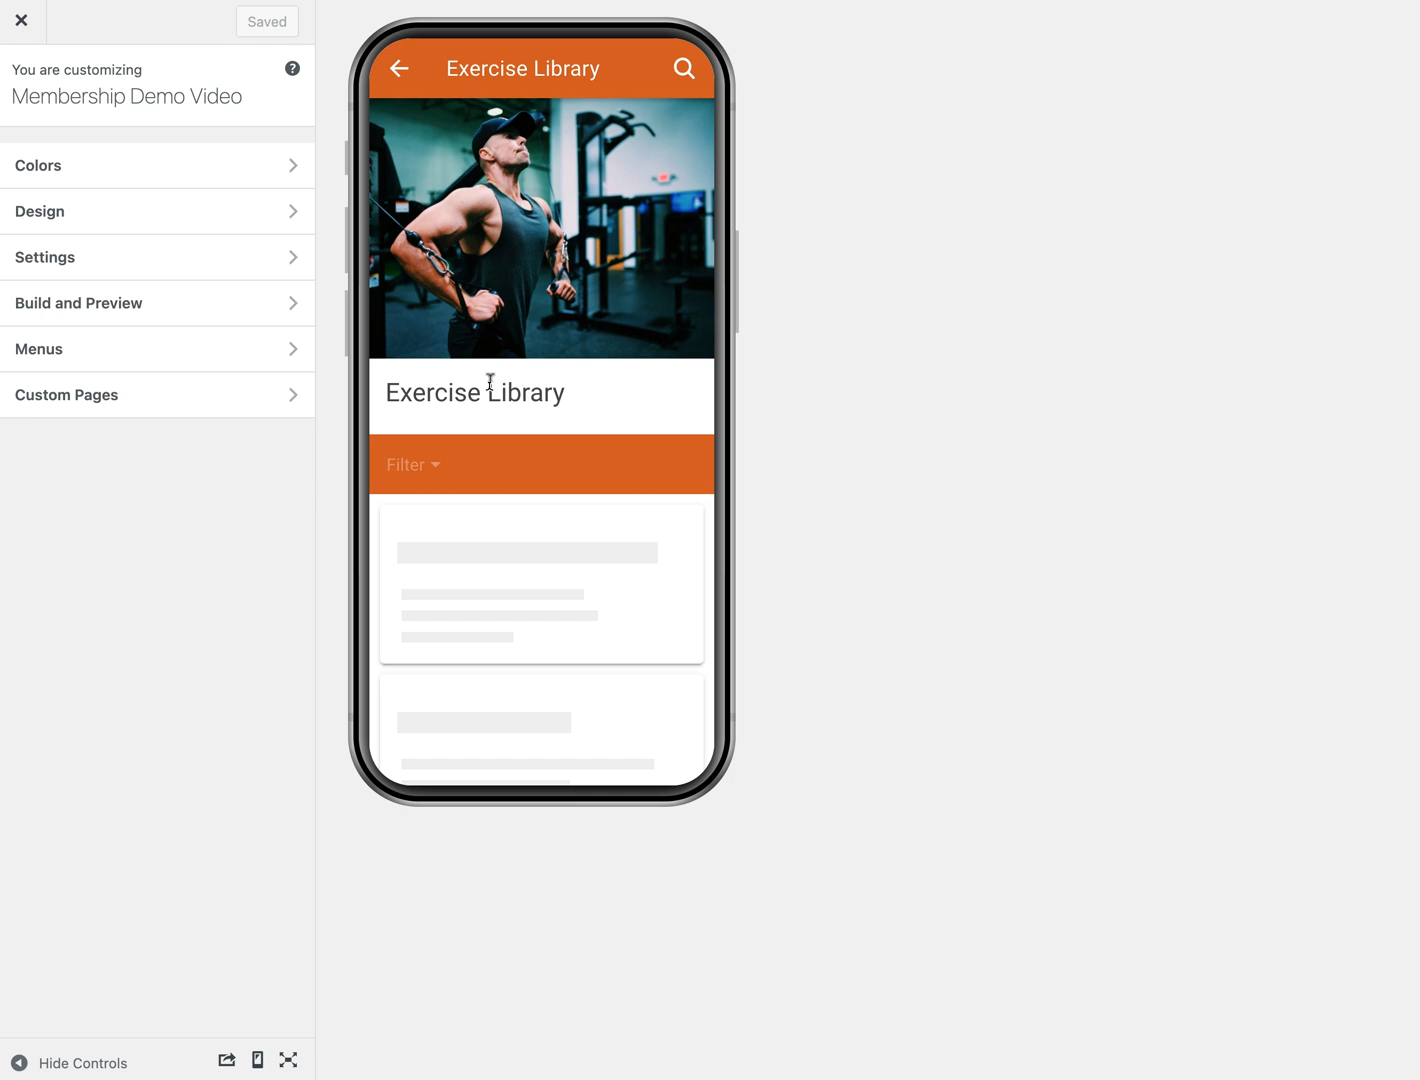 Saved
You are customizing
Membership Demo Video
Colors
Design
Settings
Build and Preview
Menus
Custom Pages
Hide Controls
Exercise Library
Exercise Library
Filter